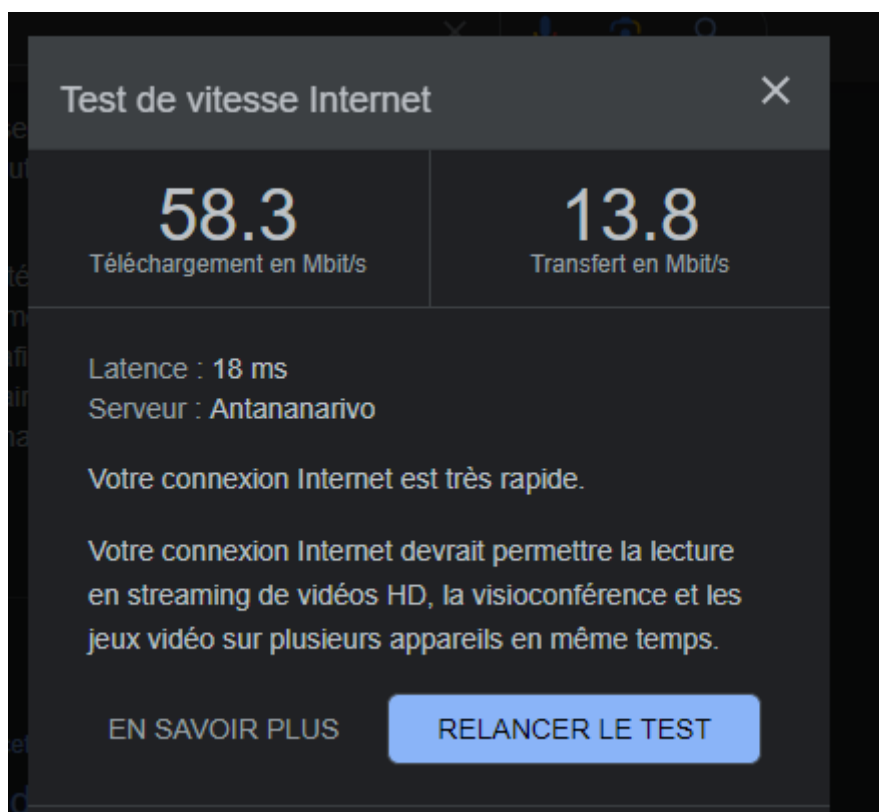 Test de vitesse Internet
58.3
Téléchargement en Mbit/s
13.8
Transfert en Mbit/s
Latence : 18 ms
Serveur : Antananarivo
Votre connexion Internet est très rapide.
Votre connexion Internet devrait permettre la lecture
en streaming de vidéos HD, la visioconférence et les
jeux vidéo sur plusieurs appareils en même temps.
EN SAVOIR PLUS
RELANCER LE TEST